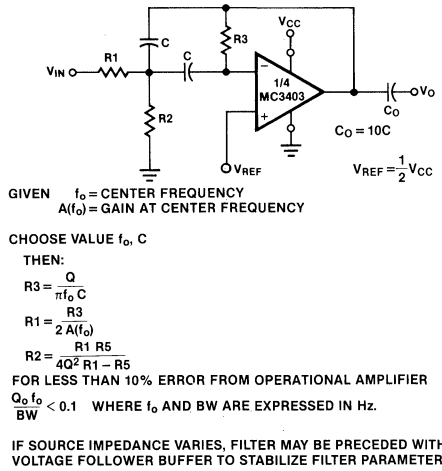 VCC
C
R3
R1
C
VIN
1/4
MC3403
−
+
VO
CO
R2
CO = 10C
VREF
VREF = 1/2 VCC
GIVEN fo = CENTER FREQUENCY
A(fo) = GAIN AT CENTER FREQUENCY
CHOOSE VALUE fo, C
THEN:
R3 = Q / πfo C
R1 = R3 / 2 A(fo)
R2 = R1 R5 / 4Q² R1 − R5
FOR LESS THAN 10% ERROR FROM OPERATIONAL AMPLIFIER
Qo fo / BW < 0.1 WHERE fo AND BW ARE EXPRESSED IN Hz.
IF SOURCE IMPEDANCE VARIES, FILTER MAY BE PRECEDED WITH
VOLTAGE FOLLOWER BUFFER TO STABILIZE FILTER PARAMETER